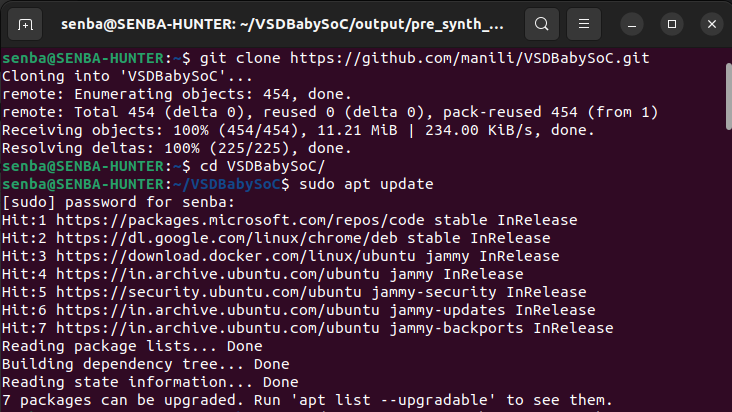 senba@SENBA-HUNTER: ~/VSDBabySoC/output/pre_synth_...
senba@SENBA-HUNTER:~$ git clone https://github.com/manili/VSDBabySoC.git
Cloning into 'VSDBabySoC'...
remote: Enumerating objects: 454, done.
remote: Total 454 (delta 0), reused 0 (delta 0), pack-reused 454 (from 1)
Receiving objects: 100% (454/454), 11.21 MiB | 234.00 KiB/s, done.
Resolving deltas: 100% (225/225), done.
senba@SENBA-HUNTER:~$ cd VSDBabySoC/
senba@SENBA-HUNTER:~/VSDBabySoC$ sudo apt update
[sudo] password for senba:
Hit:1 https://packages.microsoft.com/repos/code stable InRelease
Hit:2 https://dl.google.com/linux/chrome/deb stable InRelease
Hit:3 https://download.docker.com/linux/ubuntu jammy InRelease
Hit:4 https://in.archive.ubuntu.com/ubuntu jammy InRelease
Hit:5 https://security.ubuntu.com/ubuntu jammy-security InRelease
Hit:6 https://in.archive.ubuntu.com/ubuntu jammy-updates InRelease
Hit:7 https://in.archive.ubuntu.com/ubuntu jammy-backports InRelease
Reading package lists... Done
Building dependency tree... Done
Reading state information... Done
7 packages can be upgraded. Run 'apt list --upgradable' to see them.